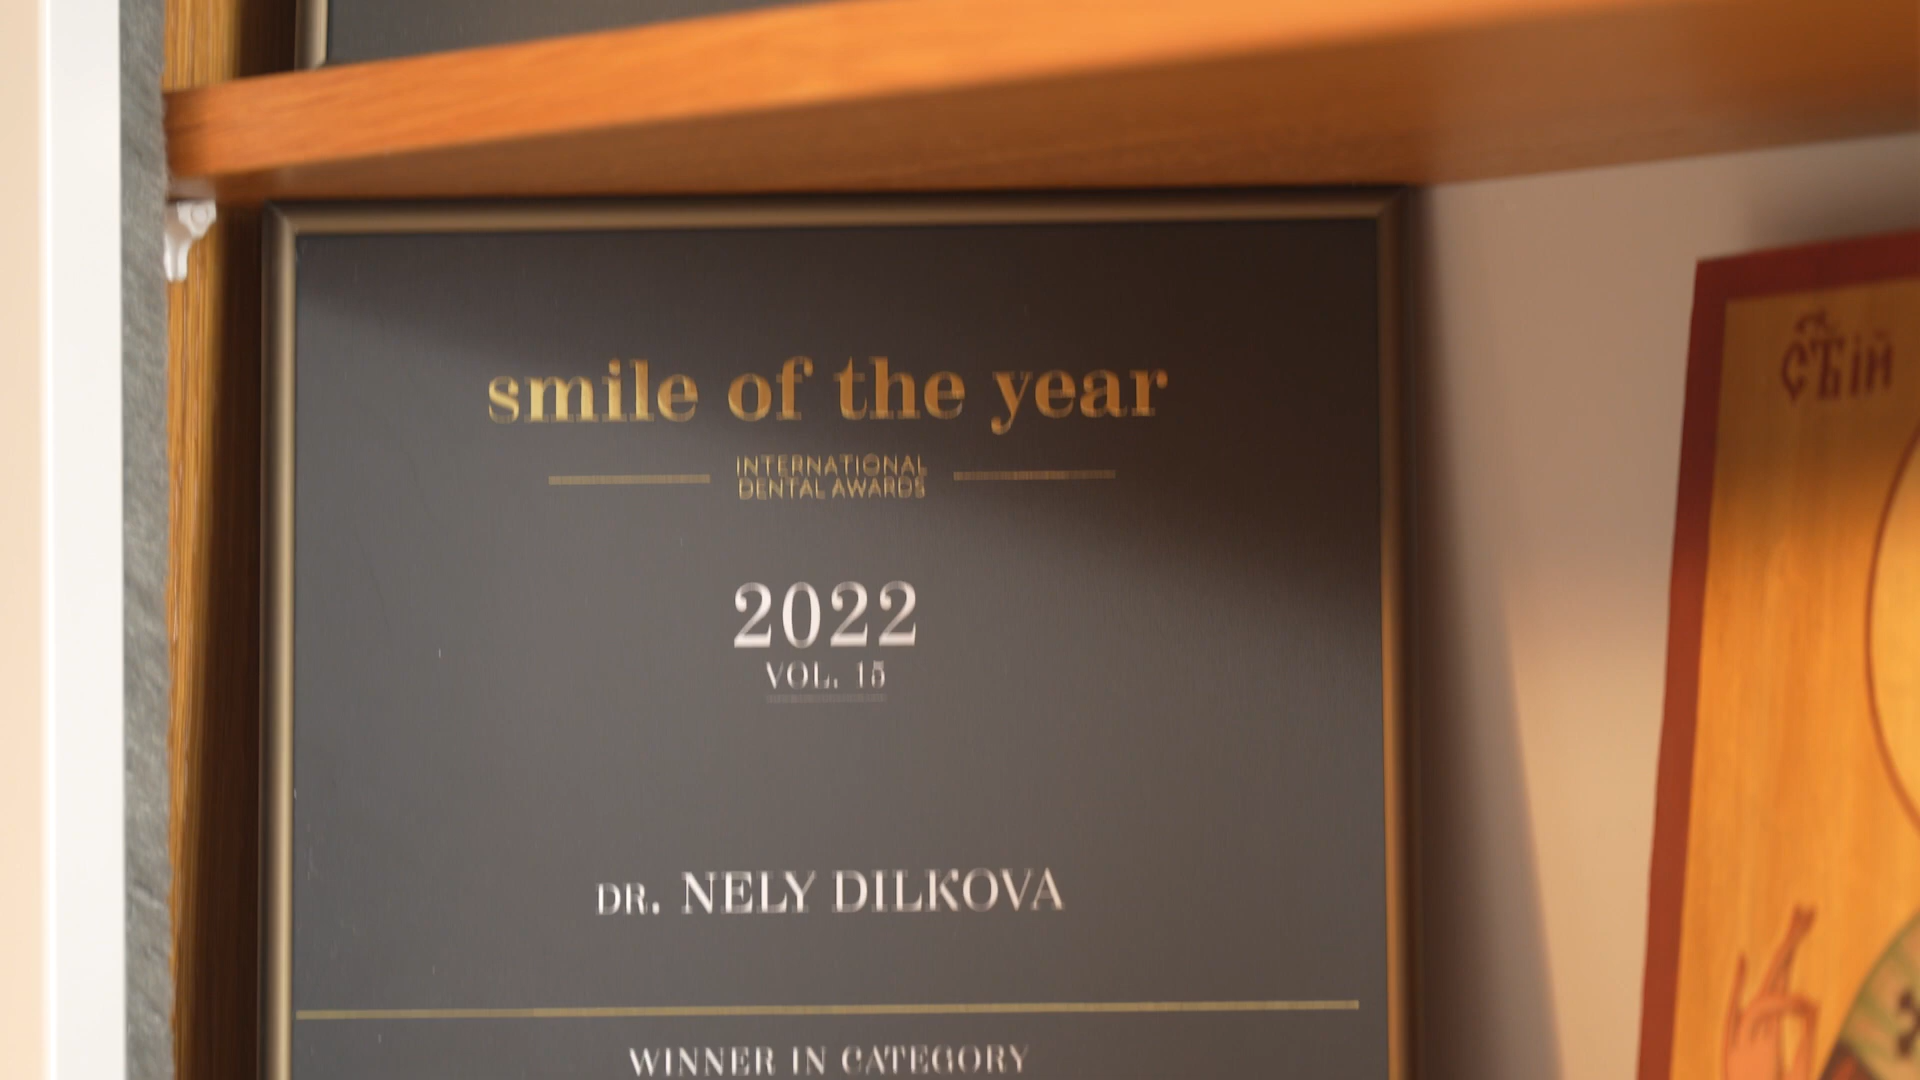 smile of the year
INTERNATIONAL
DENTAL AWARDS
2022
VOL. 15
DR. NELY DILKOVA
WINNER IN CATEGORY